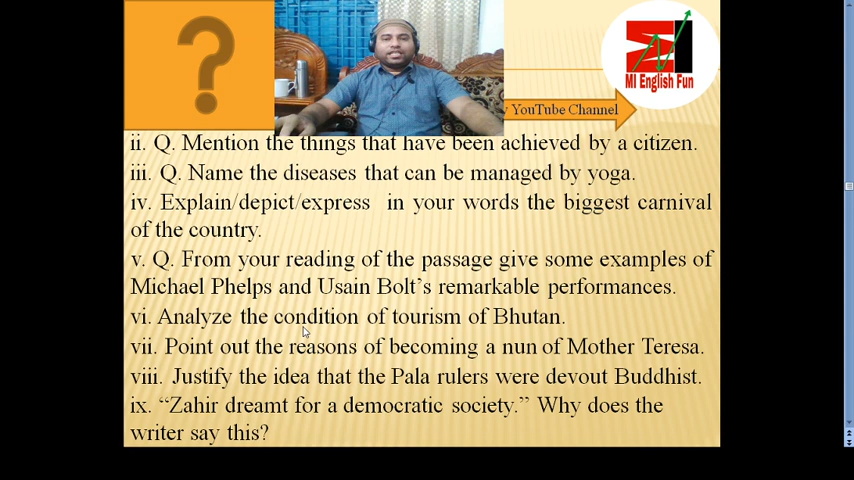 ?
MI English Fun
YouTube Channel
ii. Q. Mention the things that have been achieved by a citizen.
iii. Q. Name the diseases that can be managed by yoga.
iv. Explain/depict/express in your words the biggest carnival
of the country.
v. Q. From your reading of the passage give some examples of
Michael Phelps and Usain Bolt’s remarkable performances.
vi. Analyze the condition of tourism of Bhutan.
vii. Point out the reasons of becoming a nun of Mother Teresa.
viii. Justify the idea that the Pala rulers were devout Buddhist.
ix. “Zahir dreamt for a democratic society.” Why does the
writer say this?